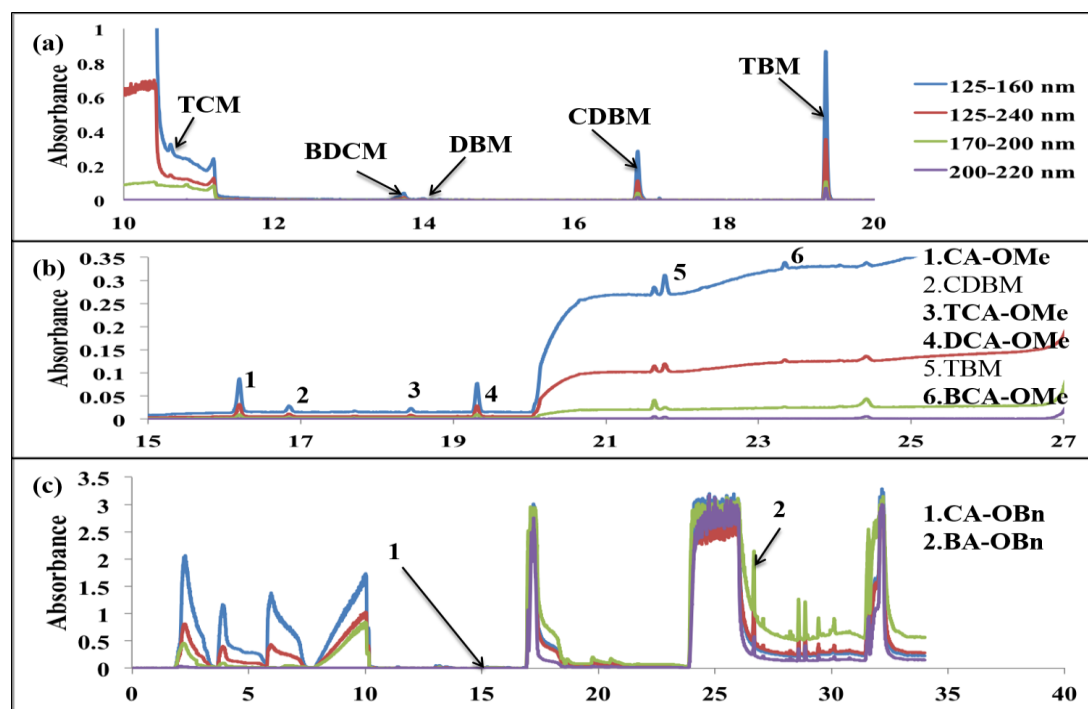 (a)
Absorbance
1
0.8
0.6
0.4
0.2
0
TCM
BDCM
DBM
CDBM
TBM
125-160 nm
125-240 nm
170-200 nm
200-220 nm
10 12 14 16 18 20
(b)
Absorbance
0.35
0.3
0.25
0.2
0.15
0.1
0.05
0
1 2 3 4 5 6
1.CA-OMe
2.CDBM
3.TCA-OMe
4.DCA-OMe
5.TBM
6.BCA-OMe
15 17 19 21 23 25 27
(c)
Absorbance
3.5
3
2.5
2
1.5
1
0.5
0
1
2
1.CA-OBn
2.BA-OBn
0 5 10 15 20 25 30 35 40